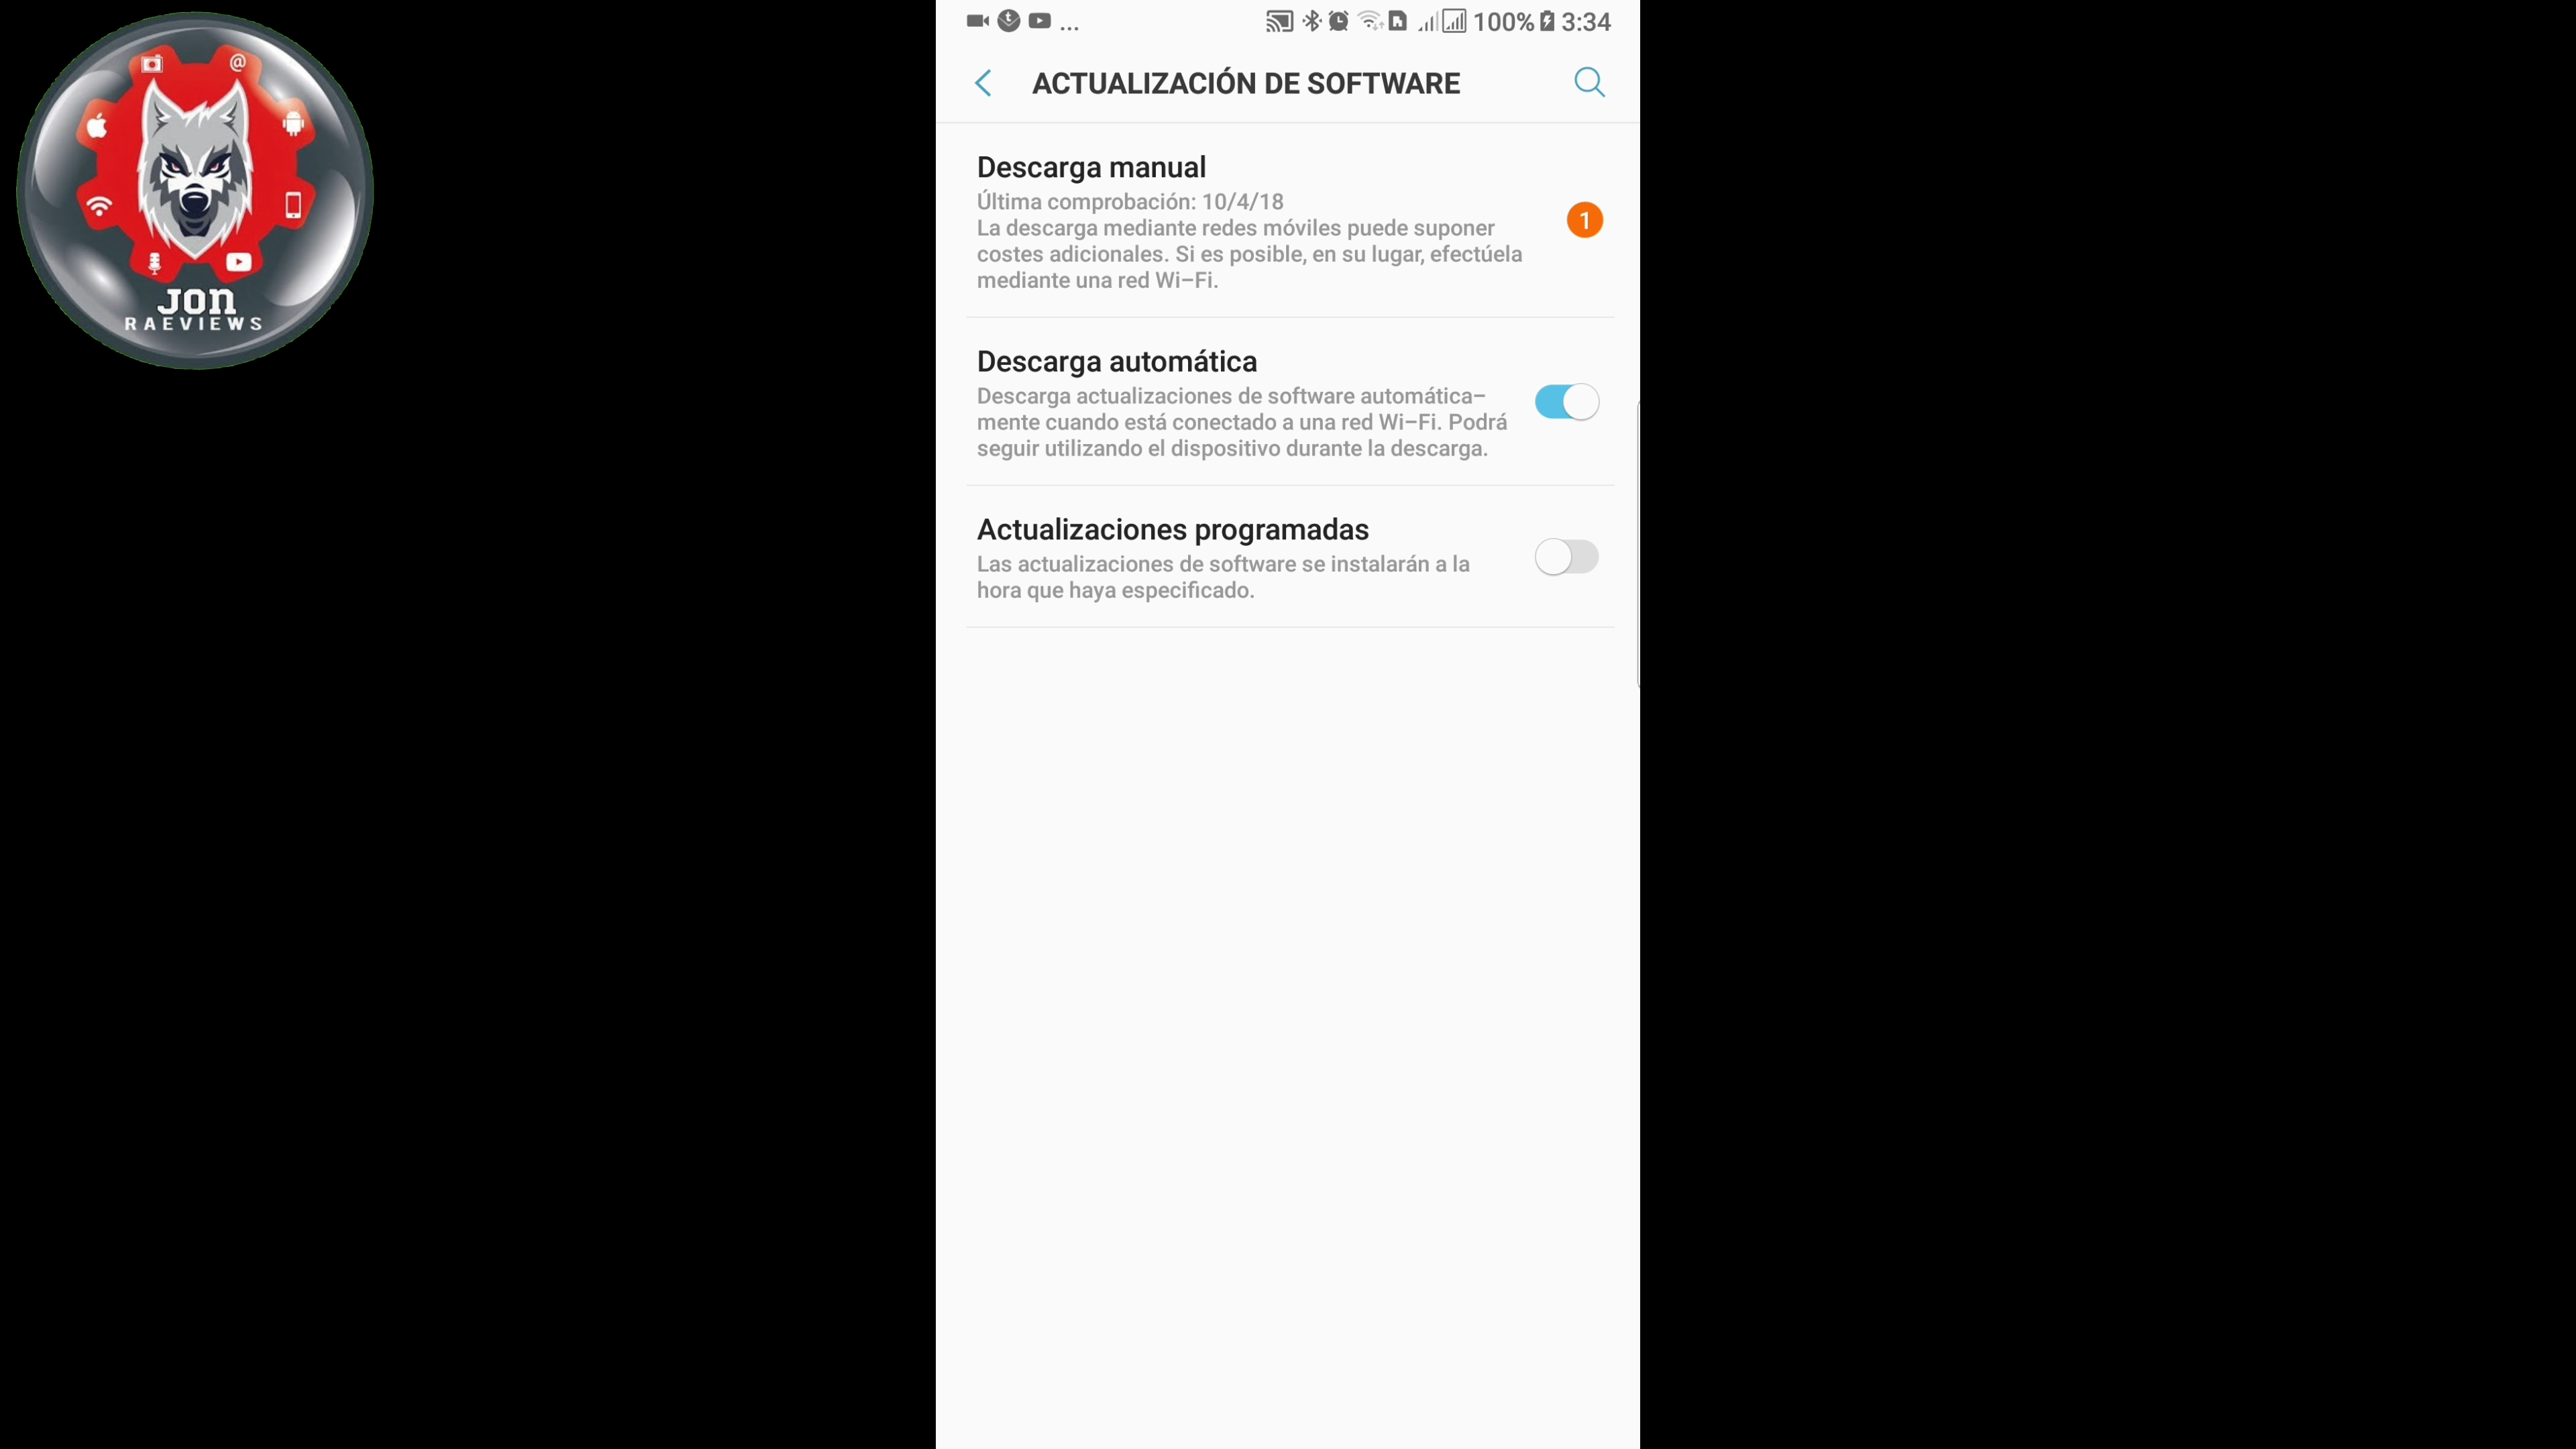 @
JON
RAEVIEWS
... 100% 3:34
ACTUALIZACIÓN DE SOFTWARE
Descarga manual
Última comprobación: 10/4/18
La descarga mediante redes móviles puede suponer
costes adicionales. Si es posible, en su lugar, efectúela
mediante una red Wi-Fi.
1
Descarga automática
Descarga actualizaciones de software automática-
mente cuando está conectado a una red Wi-Fi. Podrá
seguir utilizando el dispositivo durante la descarga.
Actualizaciones programadas
Las actualizaciones de software se instalarán a la
hora que haya especificado.